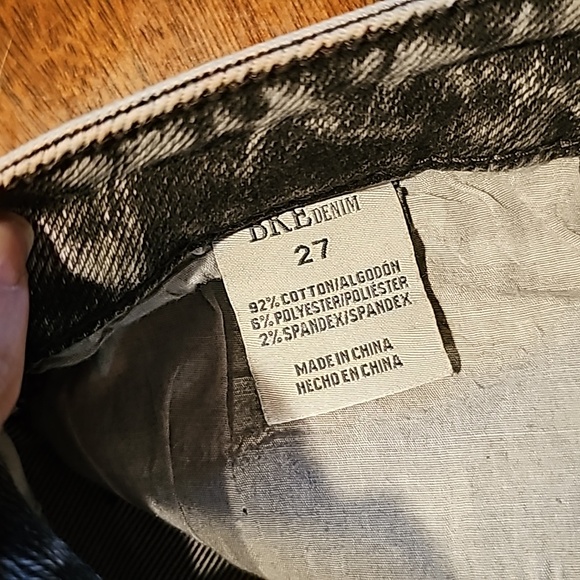 BKE DENIM
27
92% COTTON/ALGODÓN
6% POLYESTER/POLIÉSTER
2% SPANDEX/SPANDEX
MADE IN CHINA
HECHO EN CHINA